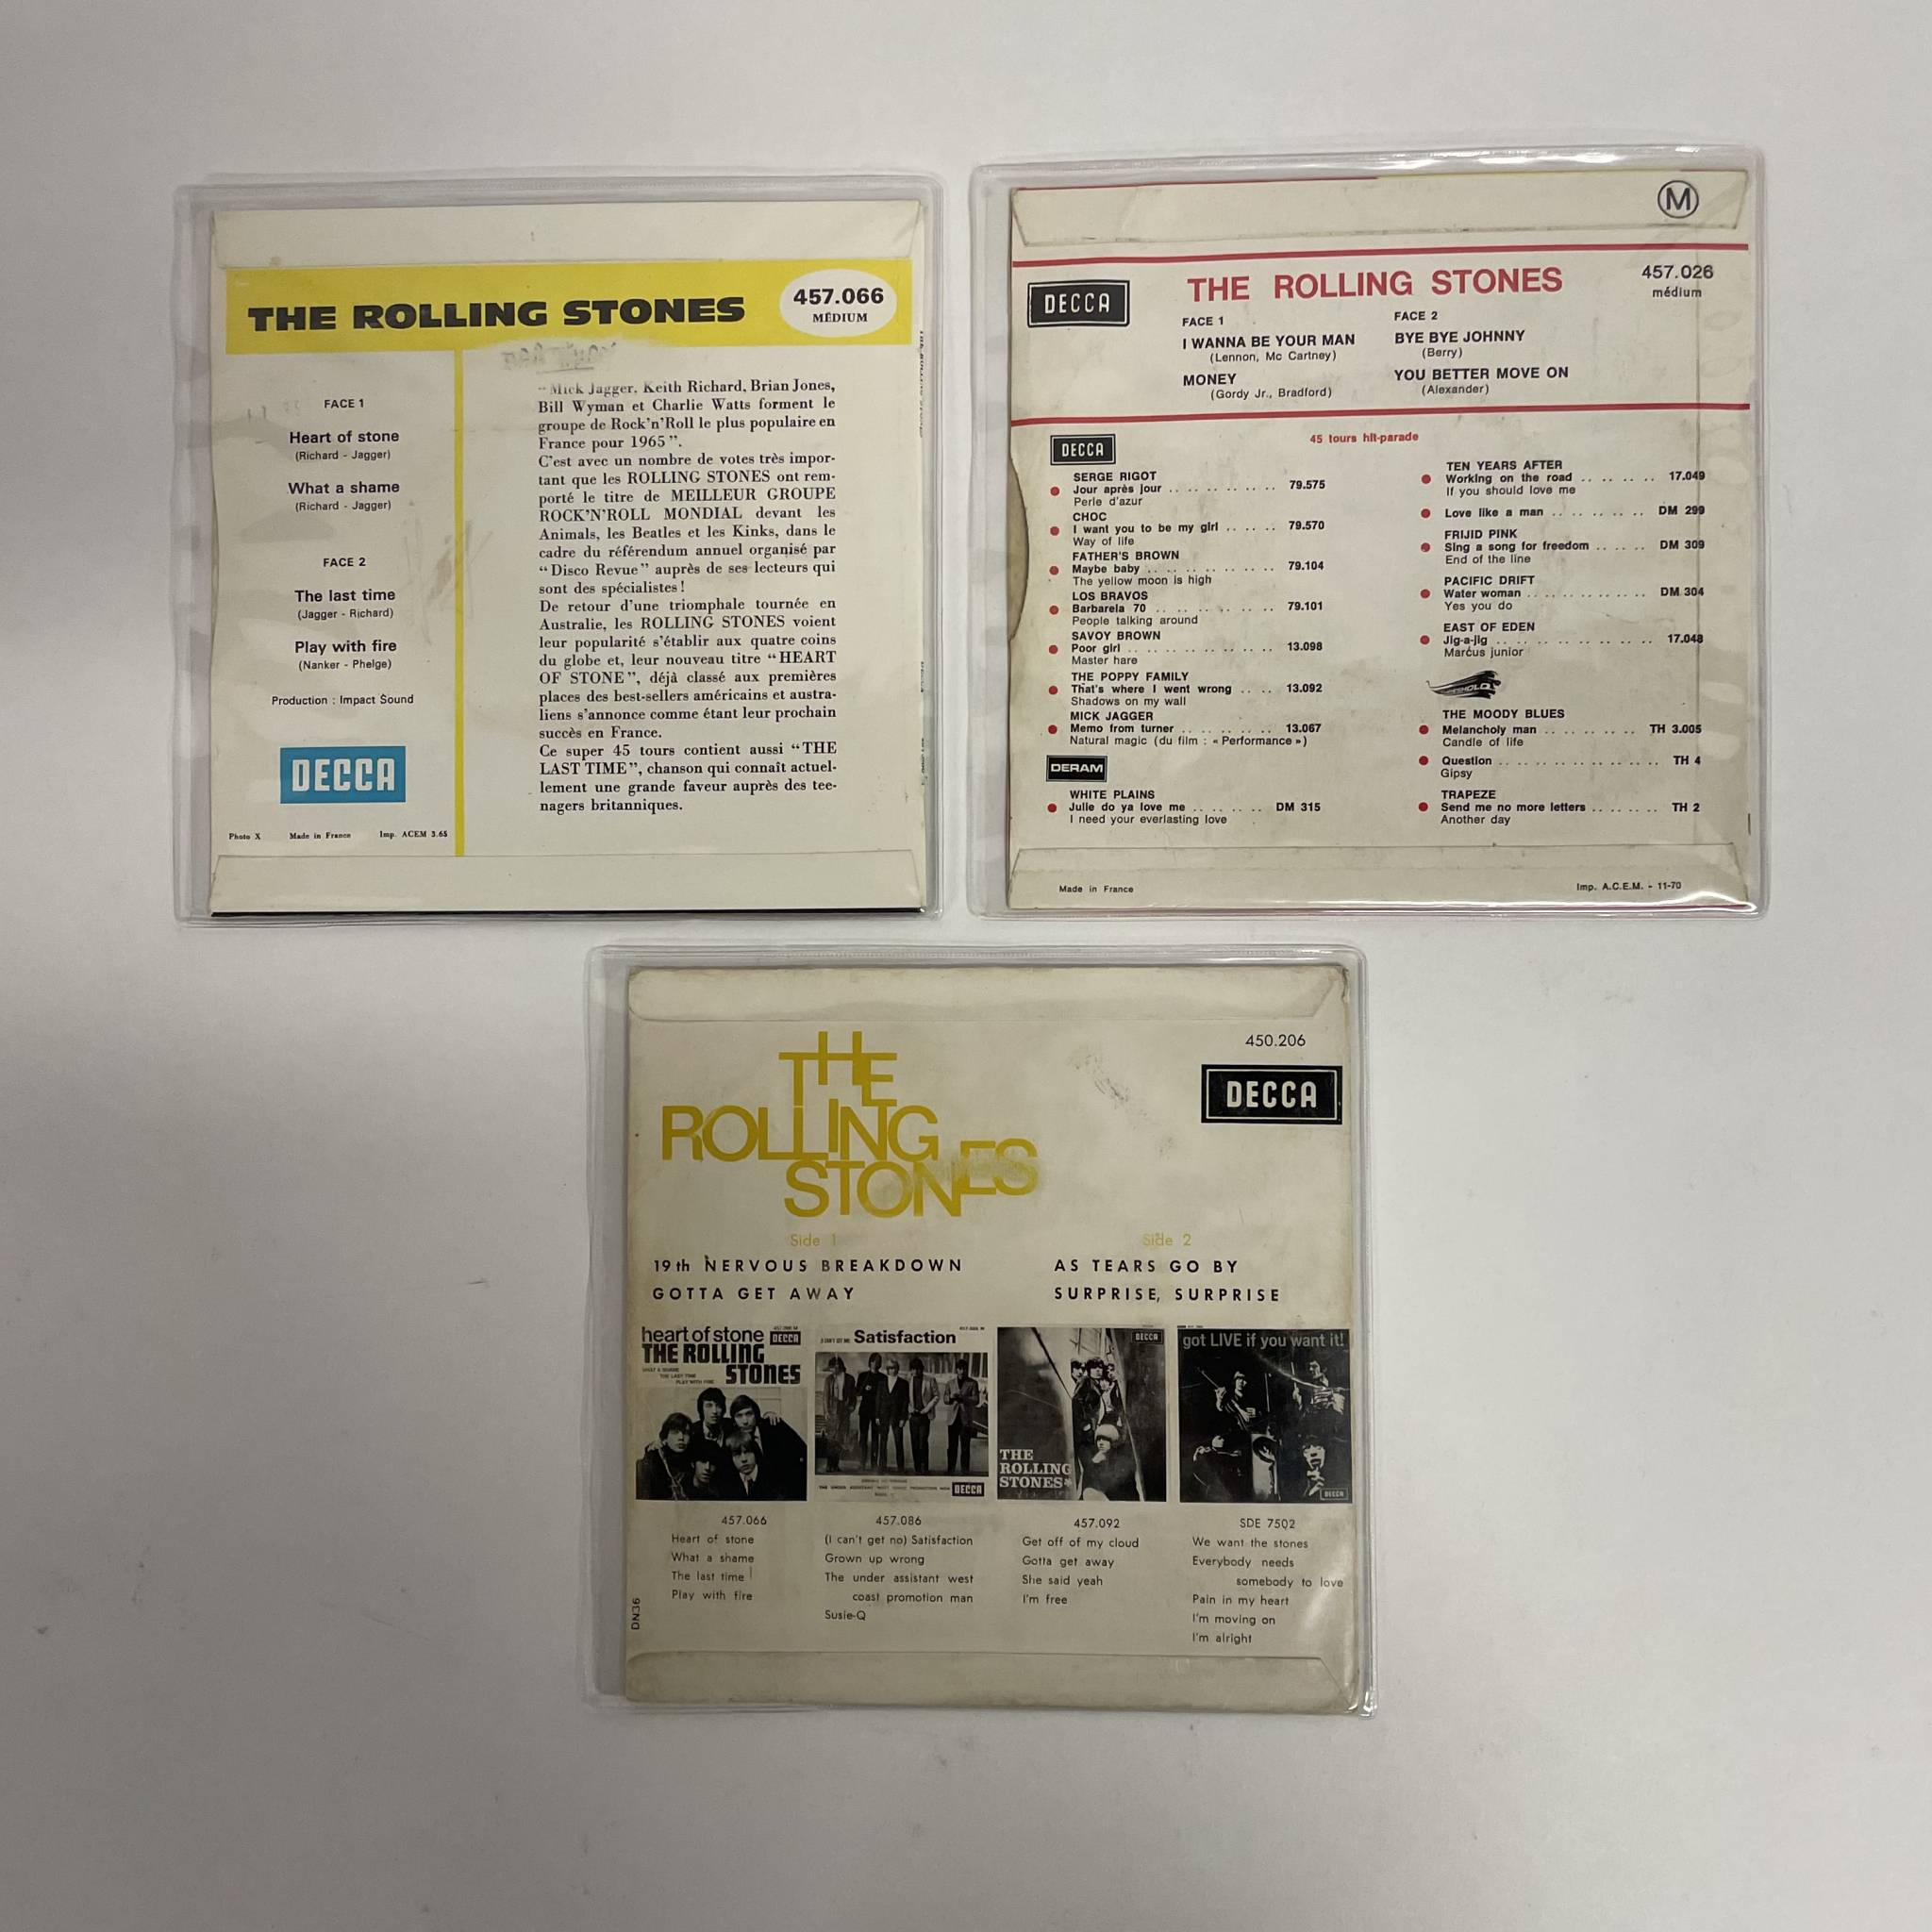 THE ROLLING STONES
457.066
MÉDIUM
FACE 1
Heart of stone
(Richard - Jagger)
What a shame
(Richard - Jagger)
FACE 2
The last time
(Jagger - Richard)
Play with fire
(Nanker - Phelge)
Production : Impact Sound
DECCA
Photo X Made in France Imp. ACEM 3.65
“ Mick Jagger, Keith Richard, Brian Jones,
Bill Wyman et Charlie Watts forment le
groupe de Rock’n’Roll le plus populaire en
France pour 1965 ”.
C’est avec un nombre de votes très impor-
tant que les ROLLING STONES ont rem-
porté le titre de MEILLEUR GROUPE
ROCK’N’ROLL MONDIAL devant les
Animals, les Beatles et les Kinks, dans le
cadre du référendum annuel organisé par
“ Disco Revue ” auprès de ses lecteurs qui
sont des spécialistes !
De retour d’une triomphale tournée en
Australie, les ROLLING STONES voient
leur popularité s’établir aux quatre coins
du globe et, leur nouveau titre “ HEART
OF STONE ”, déjà classé aux premières
places des best-sellers américains et austra-
liens s’annonce comme étant leur prochain
succès en France.
Ce super 45 tours contient aussi “ THE
LAST TIME ”, chanson qui connaît actuel-
lement une grande faveur auprès des tee-
nagers britanniques.
M
DECCA
THE ROLLING STONES
457.026
médium
FACE 1
I WANNA BE YOUR MAN
(Lennon, Mc Cartney)
MONEY
(Gordy Jr., Bradford)
FACE 2
BYE BYE JOHNNY
(Berry)
YOU BETTER MOVE ON
(Alexander)
DECCA
45 tours hit-parade
SERGE RIGOT
Jour après jour .. .. .. .. .. .. 79.575
Perle d'azur
CHOC
I want you to be my girl .. .. .. 79.570
Way of life
FATHER'S BROWN
Maybe baby .. .. .. .. .. .. .. 79.104
The yellow moon is high
LOS BRAVOS
Barbarela 70 .. .. .. .. .. .. .. 79.101
People talking around
SAVOY BROWN
Poor girl .. .. .. .. .. .. .. .. 13.098
Master hare
THE POPPY FAMILY
That's where I went wrong .. .. 13.092
Shadows on my wall
MICK JAGGER
Memo from turner .. .. .. .. .. 13.067
Natural magic (du film : « Performance »)
DERAM
WHITE PLAINS
Julie do ya love me .. .. .. .. DM 315
I need your everlasting love
TEN YEARS AFTER
Working on the road .. .. .. .. 17.049
If you should love me
Love like a man .. .. .. .. .. DM 299
FRIJID PINK
Sing a song for freedom .. .. .. DM 309
End of the line
PACIFIC DRIFT
Water woman .. .. .. .. .. .. DM 304
Yes you do
EAST OF EDEN
Jig-a-jig .. .. .. .. .. .. .. .. 17.048
Marcus junior
THE MOODY BLUES
Melancholy man .. .. .. .. .. TH 3.005
Candle of life
Question .. .. .. .. .. .. .. .. TH 4
Gipsy
TRAPEZE
Send me no more letters .. .. .. TH 2
Another day
Made in France
Imp. A.C.E.M. - 11-70
450.206
DECCA
THE
ROLLING
STONES
Side 1
19th NERVOUS BREAKDOWN
GOTTA GET AWAY
Side 2
AS TEARS GO BY
SURPRISE, SURPRISE
heart of stone
DECCA
THE ROLLING
STONES
WHAT A SHAME
THE LAST TIME
PLAY WITH FIRE
Satisfaction
DECCA
DECCA
THE
ROLLING
STONES
got LIVE if you want it!
DECCA
457.066
Heart of stone
What a shame
The last time
Play with fire
457.086
(I can't get no) Satisfaction
Grown up wrong
The under assistant west
coast promotion man
Susie-Q
457.092
Get off of my cloud
Gotta get away
She said yeah
I'm free
SDE 7502
We want the stones
Everybody needs
somebody to love
Pain in my heart
I'm moving on
I'm alright
DN36